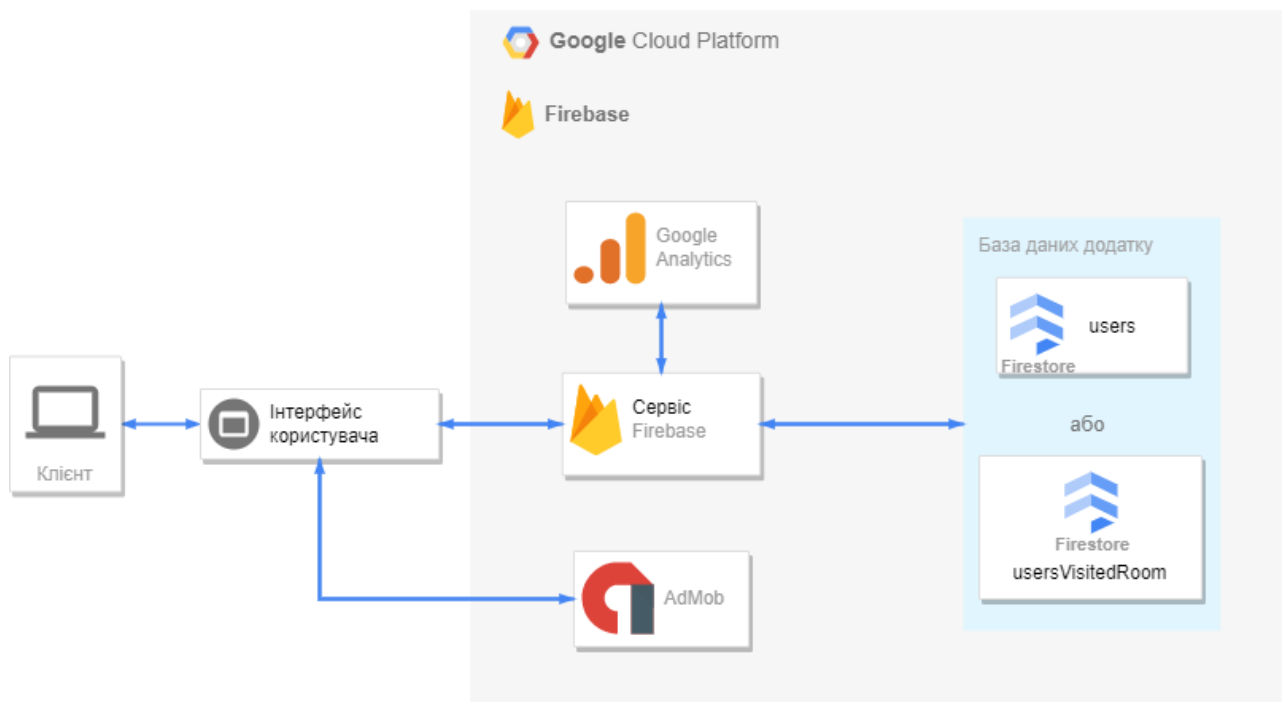 Google Cloud Platform
Firebase
Google
Analytics
База даних додатку
users
Firestore
Клієнт
Інтерфейс
користувача
Сервіс
Firebase
або
Firestore
usersVisitedRoom
AdMob